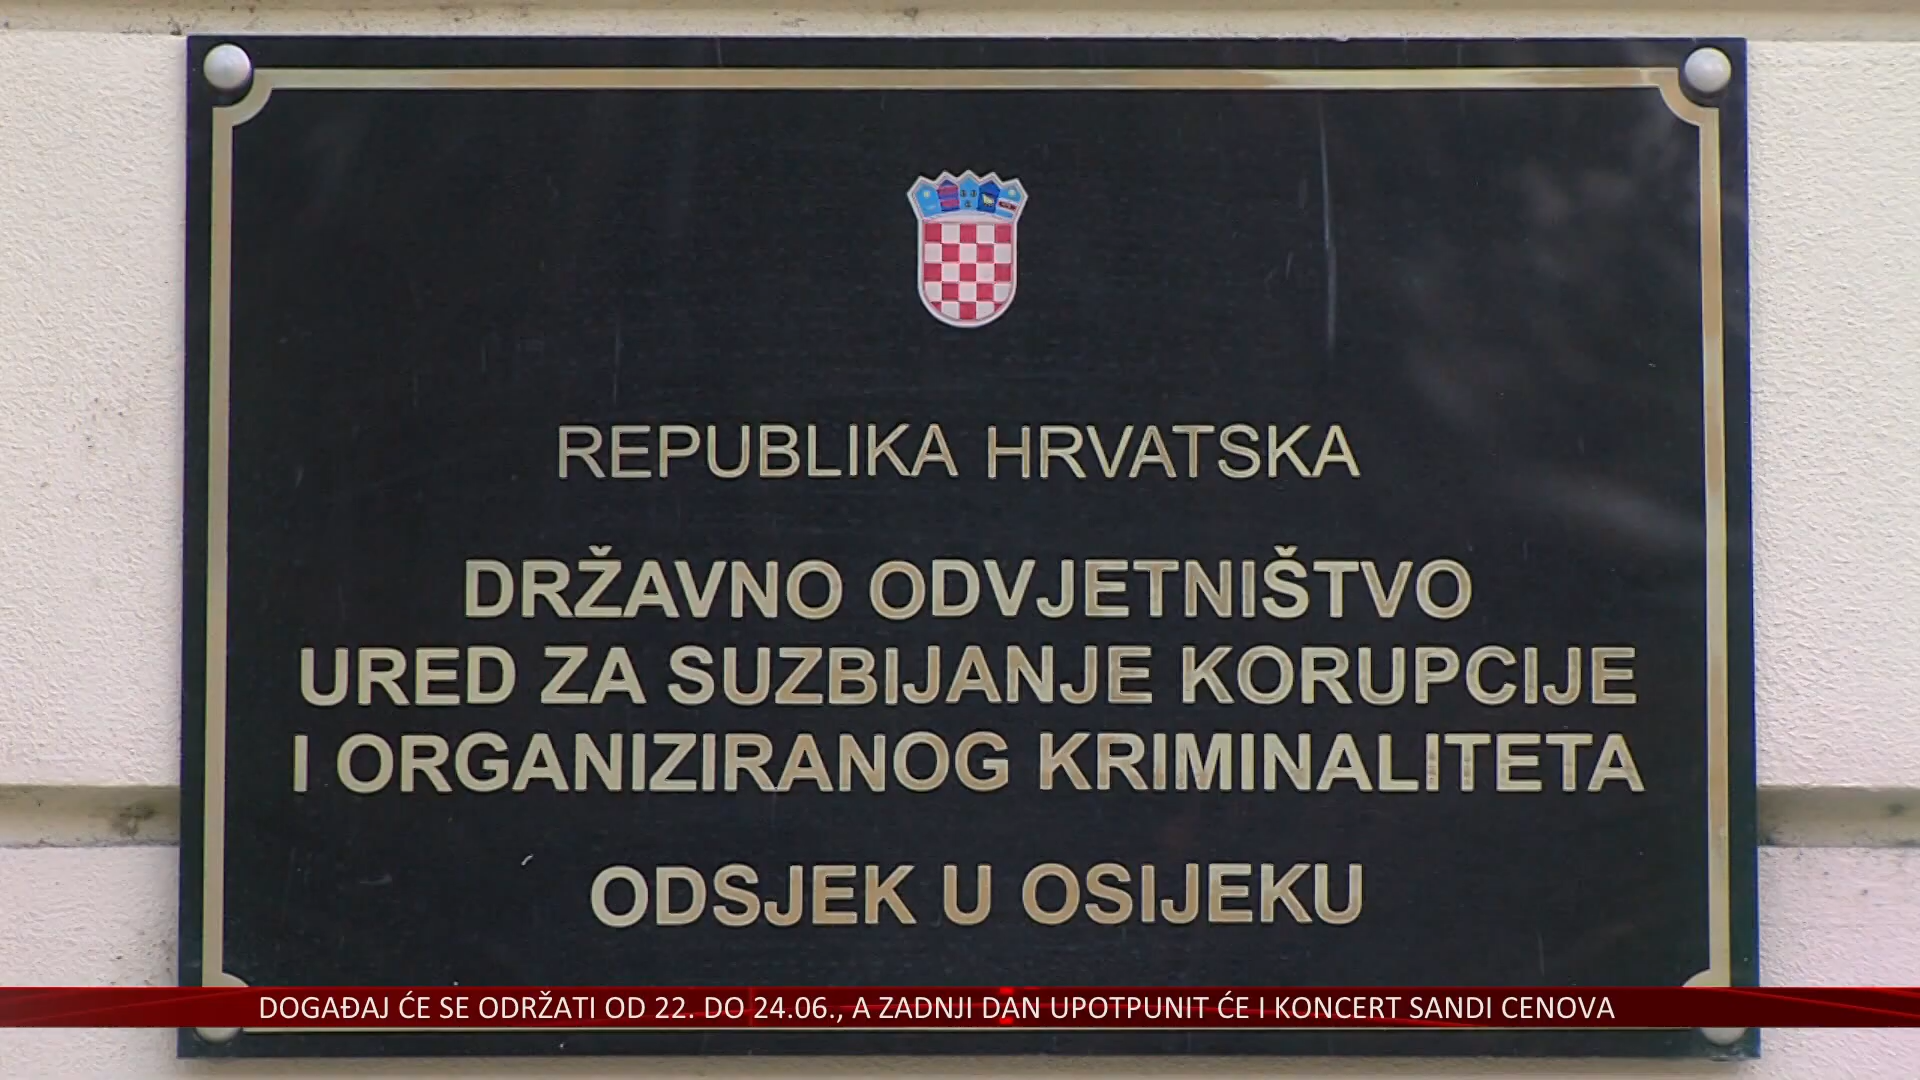 REPUBLIKA HRVATSKA
DRŽAVNO ODVJETNIŠTVO
URED ZA SUZBIJANJE KORUPCIJE
I ORGANIZIRANOG KRIMINALITETA
ODSJEK U OSIJEKU
DOGAĐAJ ĆE SE ODRŽATI OD 22. DO 24.06., A ZADNJI DAN UPOTPUNIT ĆE I KONCERT SANDI CENOVA